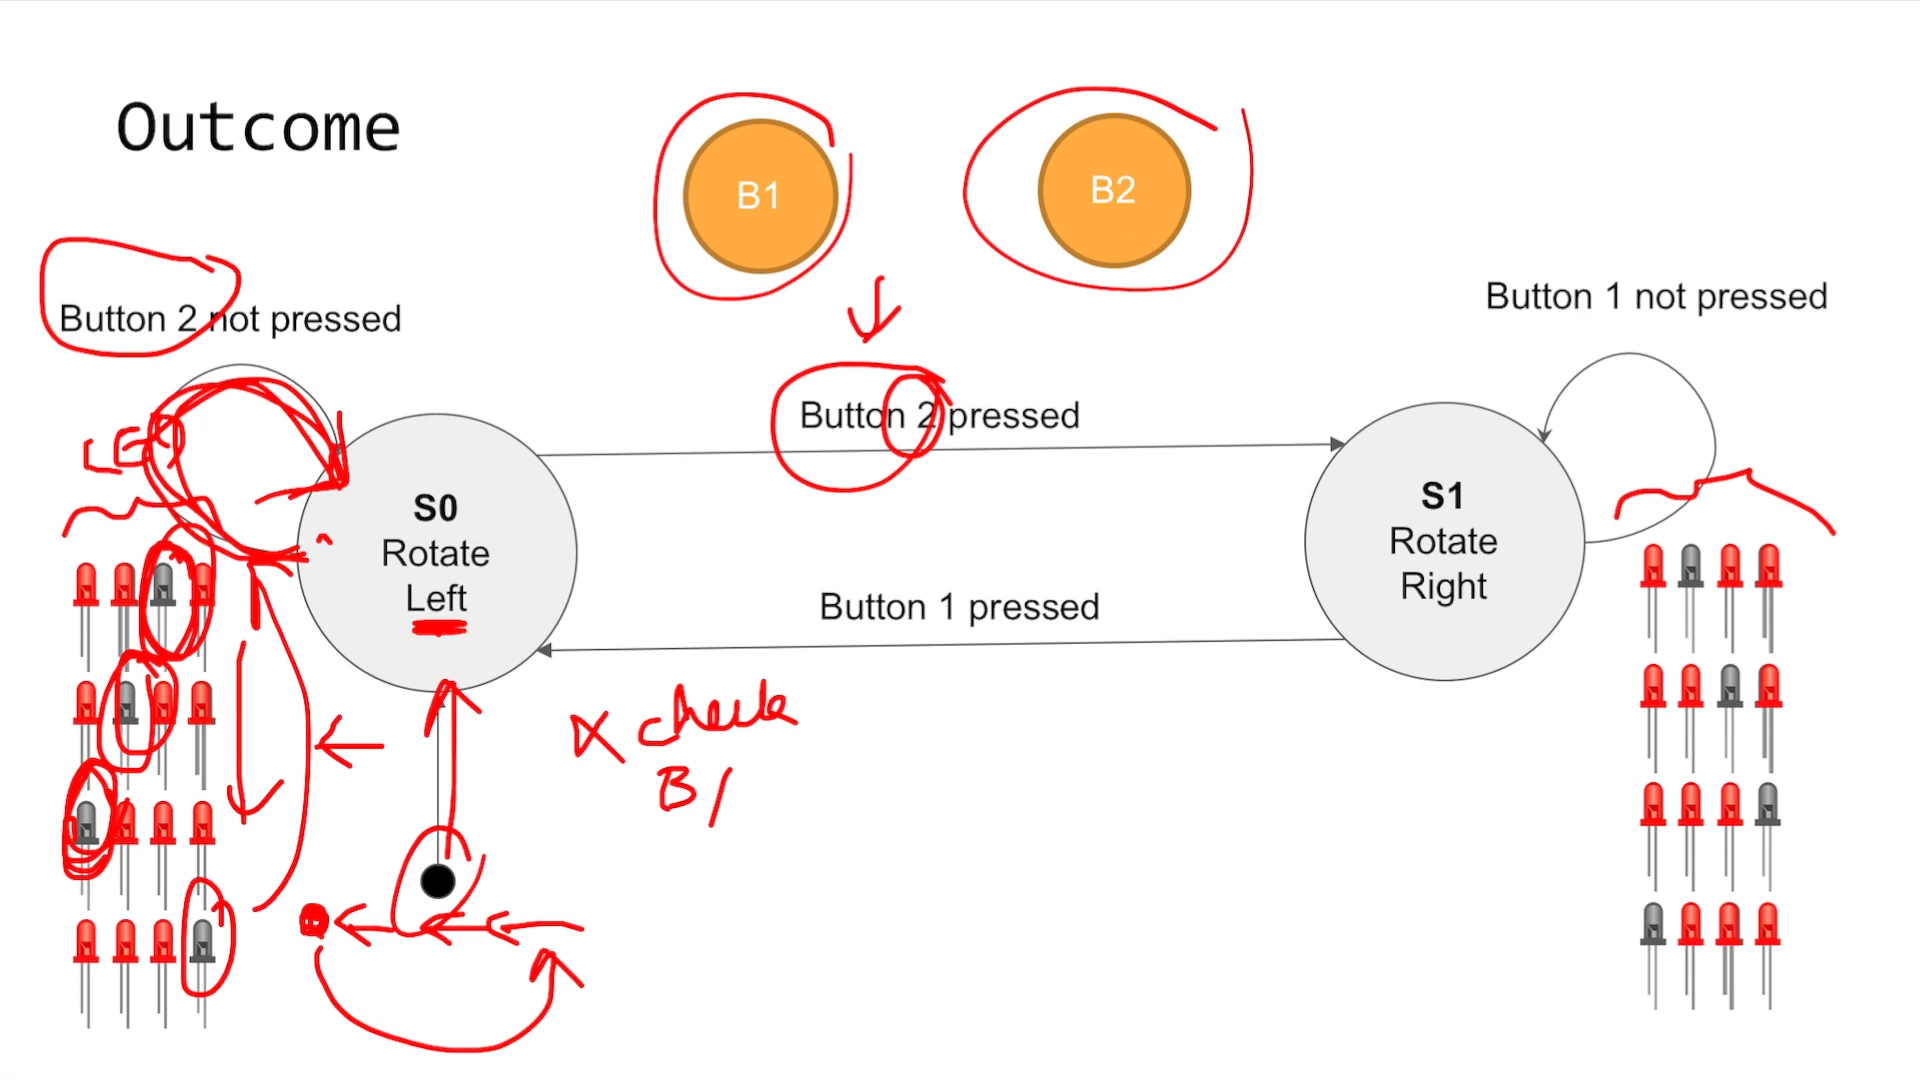 Outcome
B1
B2
Button 2 not pressed
Button 1 not pressed
Button 2 pressed
S0
Rotate
Left
S1
Rotate
Right
Button 1 pressed
check
B1